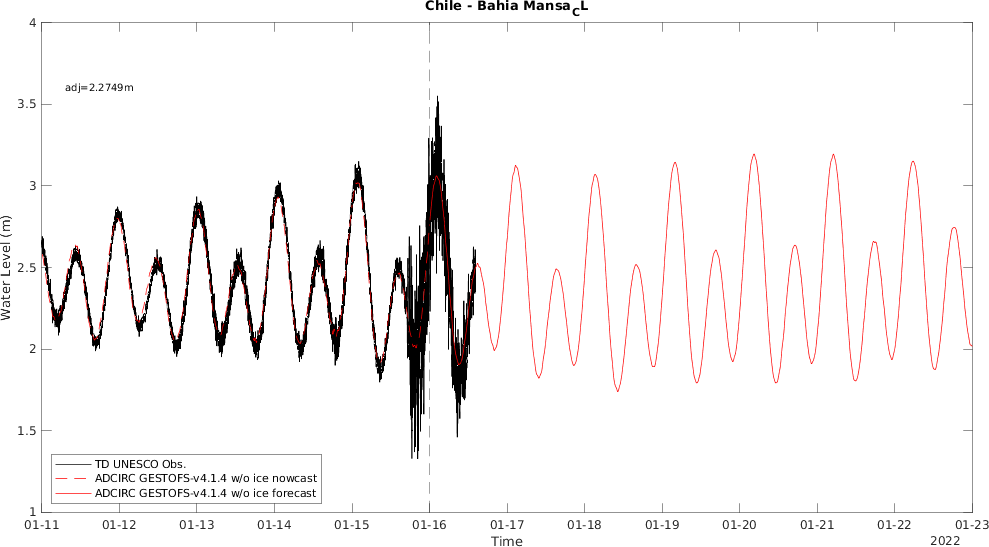 Chile - Bahia Mansa_CL
4
3.5
3
2.5
2
1.5
1
Water Level (m)
adj=2.2749m
TD UNESCO Obs.
ADCIRC GESTOFS-v4.1.4 w/o ice nowcast
ADCIRC GESTOFS-v4.1.4 w/o ice forecast
01-11 01-12 01-13 01-14 01-15 01-16 01-17 01-18 01-19 01-20 01-21 01-22 01-23
Time
2022